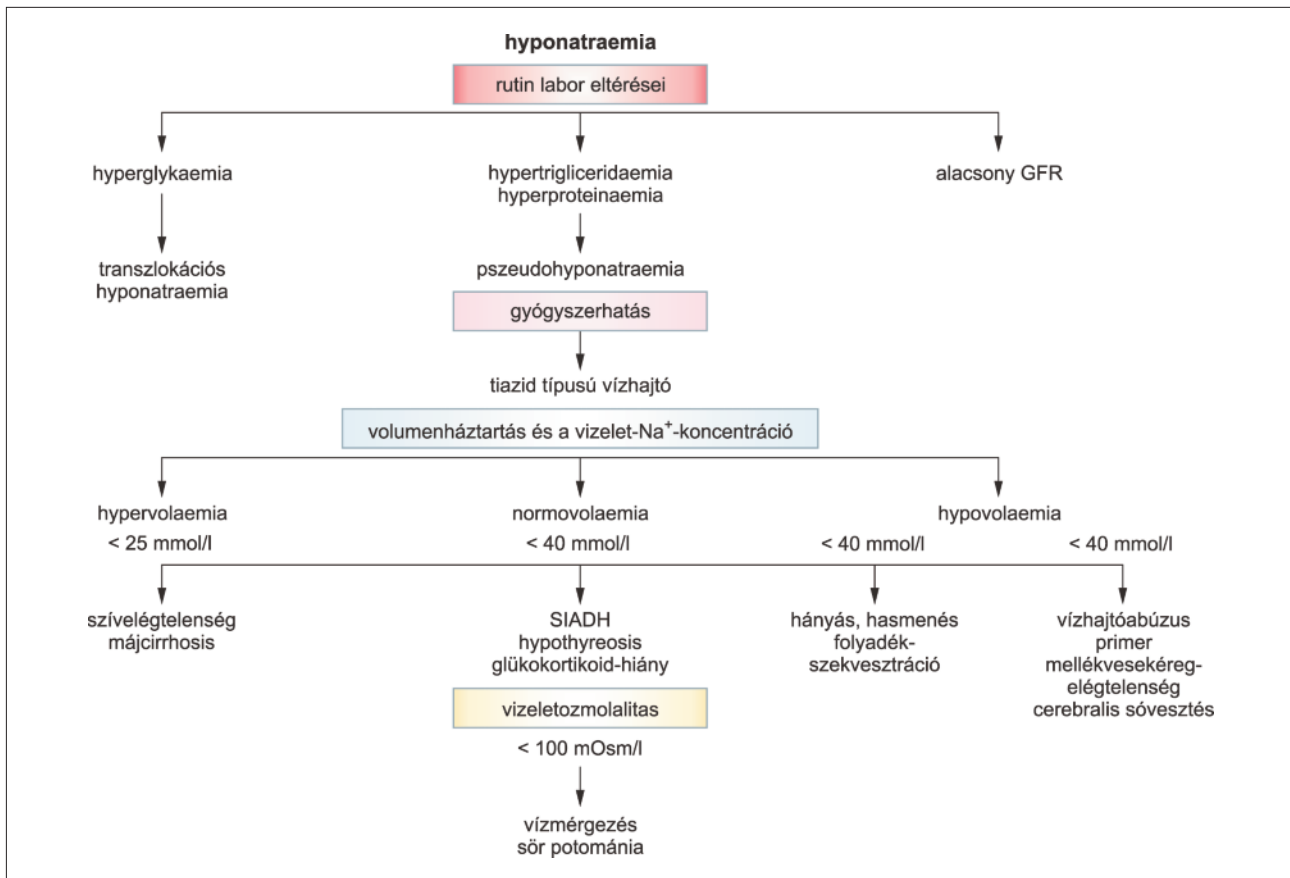 hyponatraemia
rutin labor eltérései
hyperglykaemia
hypertrigliceridaemia
hyperproteinaemia
alacsony GFR
transzlokációs
hyponatraemia
pszeudohyponatraemia
gyógyszerhatás
tiazid típusú vízhajtó
volumenháztartás és a vizelet-Na⁺-koncentráció
hypervolaemia
normovolaemia
hypovolaemia
< 25 mmol/l
< 40 mmol/l
< 40 mmol/l
< 40 mmol/l
szívelégtelenség
májcirrhosis
SIADH
hypothyreosis
glükokortikoid-hiány
hányás, hasmenés
folyadék-
szekvesztráció
vízhajtóabúzus
primer
mellékvesekéreg-
elégtelenség
cerebralis sóvesztés
vizeletozmolalitas
< 100 mOsm/l
vízmérgezés
sör potománia